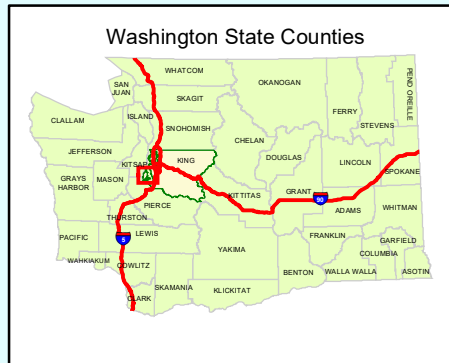 Washington State Counties
WHATCOM
SAN
JUAN
SKAGIT
OKANOGAN
FERRY
STEVENS
PEND OREILLE
ISLAND
CLALLAM
SNOHOMISH
CHELAN
DOUGLAS
JEFFERSON
KITSAP
KING
LINCOLN
SPOKANE
GRAYS
HARBOR
MASON
KITTITAS
GRANT
90
ADAMS
WHITMAN
PIERCE
THURSTON
PACIFIC
LEWIS
5
YAKIMA
FRANKLIN
GARFIELD
COLUMBIA
WAHKIAKUM
COWLITZ
SKAMANIA
BENTON
WALLA WALLA
ASOTIN
KLICKITAT
CLARK